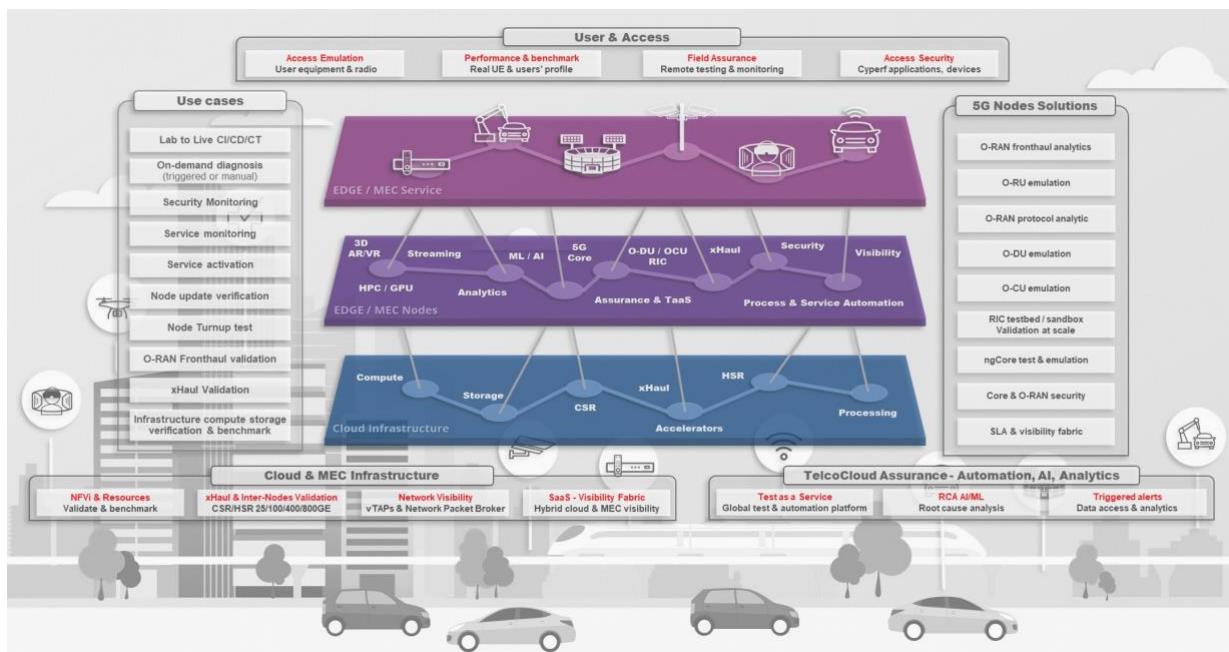 User & Access
Access Emulation
User equipment & radio
Performance & benchmark
Real UE & users' profile
Field Assurance
Remote testing & monitoring
Access Security
Cyperf applications, devices
Use cases
Lab to Live CI/CD/CT
On-demand diagnosis
(triggered or manual)
Security Monitoring
Service monitoring
Service activation
Node update verification
Node Turnup test
O-RAN Fronthaul validation
xHaul Validation
Infrastructure compute storage
verification & benchmark
EDGE / MEC Service
3D
AR/VR
Streaming
ML / AI
5G
Core
O-DU / OCU
RIC
xHaul
Security
Visibility
HPC / GPU
Analytics
Assurance & TaaS
Process & Service Automation
EDGE / MEC Nodes
Compute
Storage
CSR
xHaul
Accelerators
HSR
Processing
Cloud Infrastructure
5G Nodes Solutions
O-RAN fronthaul analytics
O-RU emulation
O-RAN protocol analytic
O-DU emulation
O-CU emulation
RIC testbed / sandbox
Validation at scale
ngCore test & emulation
Core & O-RAN security
SLA & visibility fabric
Cloud & MEC Infrastructure
NFVi & Resources
Validate & benchmark
xHaul & Inter-Nodes Validation
CSR/HSR 25/100/400/800GE
Network Visibility
vTAPs & Network Packet Broker
SaaS - Visibility Fabric
Hybrid cloud & MEC visibility
TelcoCloud Assurance - Automation, AI, Analytics
Test as a Service
Global test & automation platform
RCA AI/ML
Root cause analysis
Triggered alerts
Data access & analytics